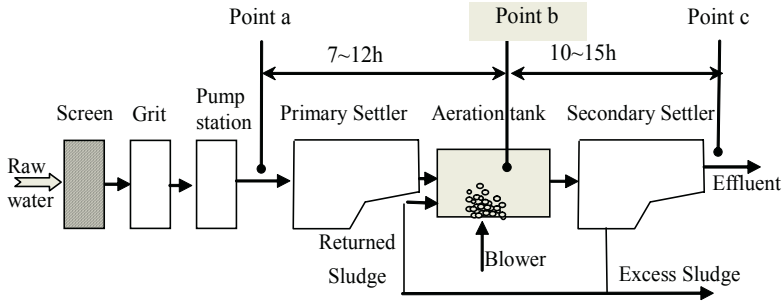 Point a
Point b
Point c
7~12h
10~15h
Screen
Grit
Pump
station
Primary Settler
Aeration tank
Secondary Settler
Raw
water
Effluent
Returned
Sludge
Blower
Excess Sludge